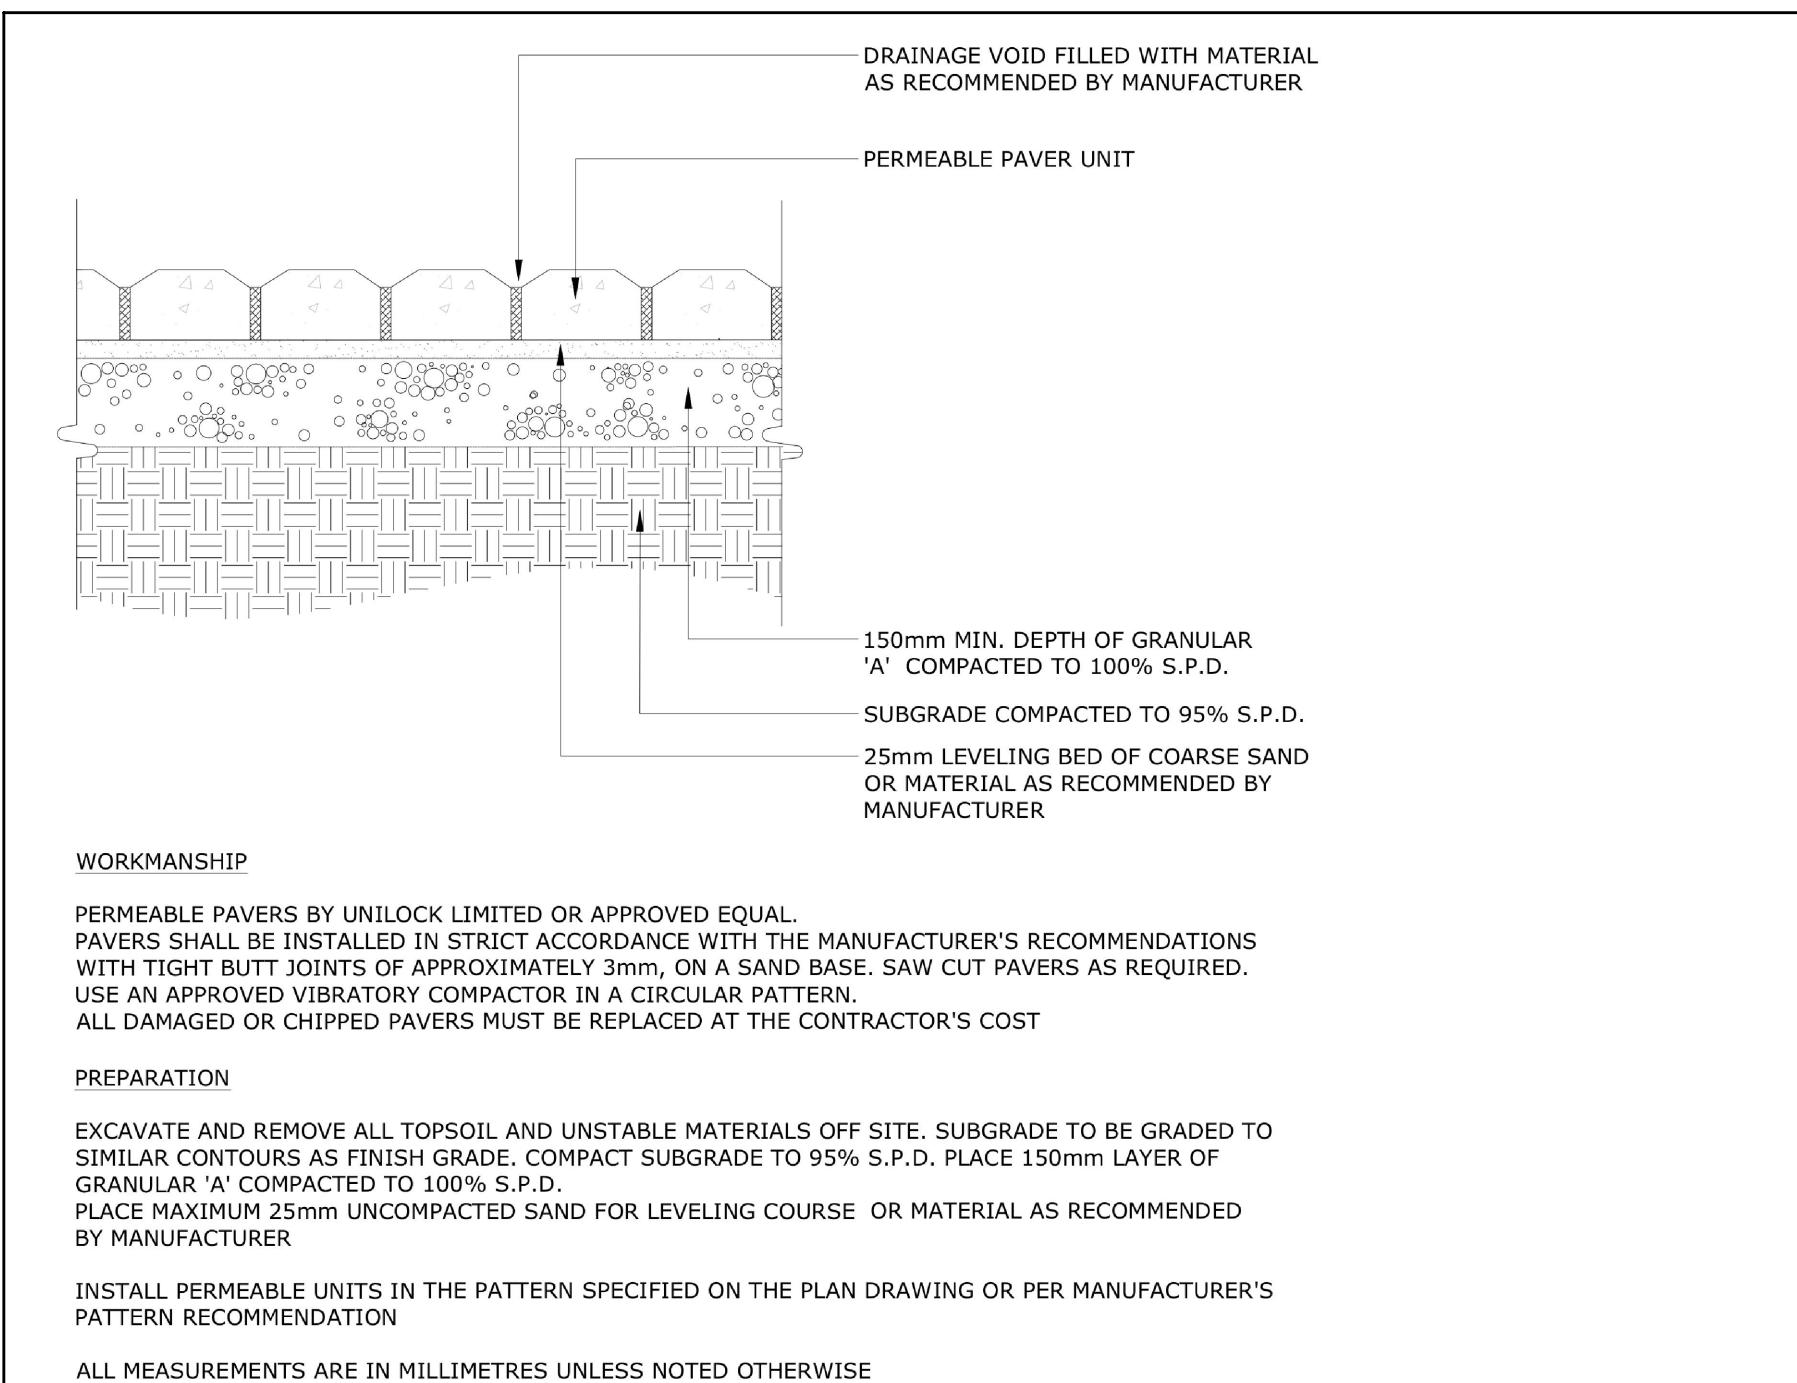 DRAINAGE VOID FILLED WITH MATERIAL
AS RECOMMENDED BY MANUFACTURER
PERMEABLE PAVER UNIT
150mm MIN. DEPTH OF GRANULAR
'A' COMPACTED TO 100% S.P.D.
SUBGRADE COMPACTED TO 95% S.P.D.
25mm LEVELING BED OF COARSE SAND
OR MATERIAL AS RECOMMENDED BY
MANUFACTURER
WORKMANSHIP
PERMEABLE PAVERS BY UNILOCK LIMITED OR APPROVED EQUAL.
PAVERS SHALL BE INSTALLED IN STRICT ACCORDANCE WITH THE MANUFACTURER'S RECOMMENDATIONS
WITH TIGHT BUTT JOINTS OF APPROXIMATELY 3mm, ON A SAND BASE. SAW CUT PAVERS AS REQUIRED.
USE AN APPROVED VIBRATORY COMPACTOR IN A CIRCULAR PATTERN.
ALL DAMAGED OR CHIPPED PAVERS MUST BE REPLACED AT THE CONTRACTOR'S COST
PREPARATION
EXCAVATE AND REMOVE ALL TOPSOIL AND UNSTABLE MATERIALS OFF SITE. SUBGRADE TO BE GRADED TO
SIMILAR CONTOURS AS FINISH GRADE. COMPACT SUBGRADE TO 95% S.P.D. PLACE 150mm LAYER OF
GRANULAR 'A' COMPACTED TO 100% S.P.D.
PLACE MAXIMUM 25mm UNCOMPACTED SAND FOR LEVELING COURSE OR MATERIAL AS RECOMMENDED
BY MANUFACTURER
INSTALL PERMEABLE UNITS IN THE PATTERN SPECIFIED ON THE PLAN DRAWING OR PER MANUFACTURER'S
PATTERN RECOMMENDATION
ALL MEASUREMENTS ARE IN MILLIMETRES UNLESS NOTED OTHERWISE